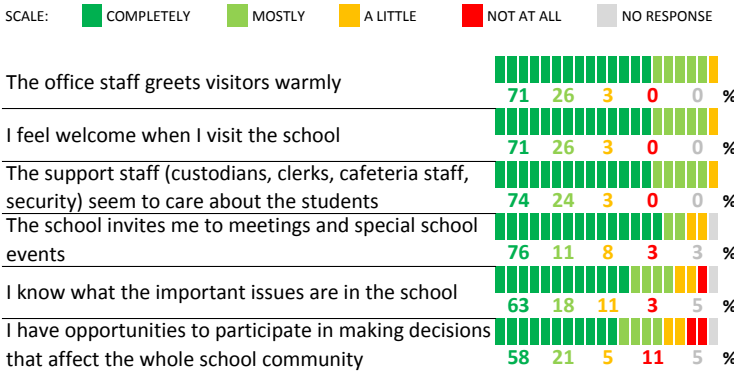 SCALE: COMPLETELY MOSTLY A LITTLE NOT AT ALL NO RESPONSE
The office staff greets visitors warmly
71 26 3 0 0 %
I feel welcome when I visit the school
71 26 3 0 0 %
The support staff (custodians, clerks, cafeteria staff,
security) seem to care about the students
74 24 3 0 0 %
The school invites me to meetings and special school
events
76 11 8 3 3 %
I know what the important issues are in the school
63 18 11 3 5 %
I have opportunities to participate in making decisions
that affect the whole school community
58 21 5 11 5 %